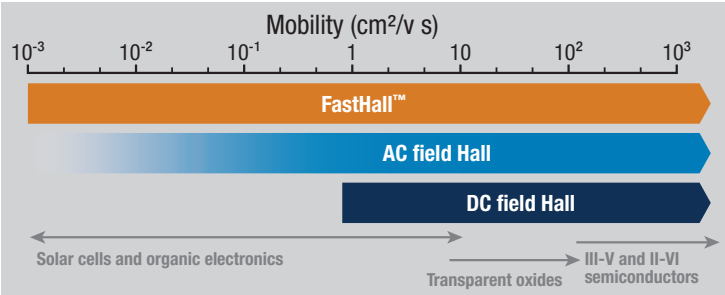 Mobility (cm²/v s)
10⁻³ 10⁻² 10⁻¹ 1 10 10² 10³
FastHall™
AC field Hall
DC field Hall
Solar cells and organic electronics
Transparent oxides
III-V and II-VI
semiconductors